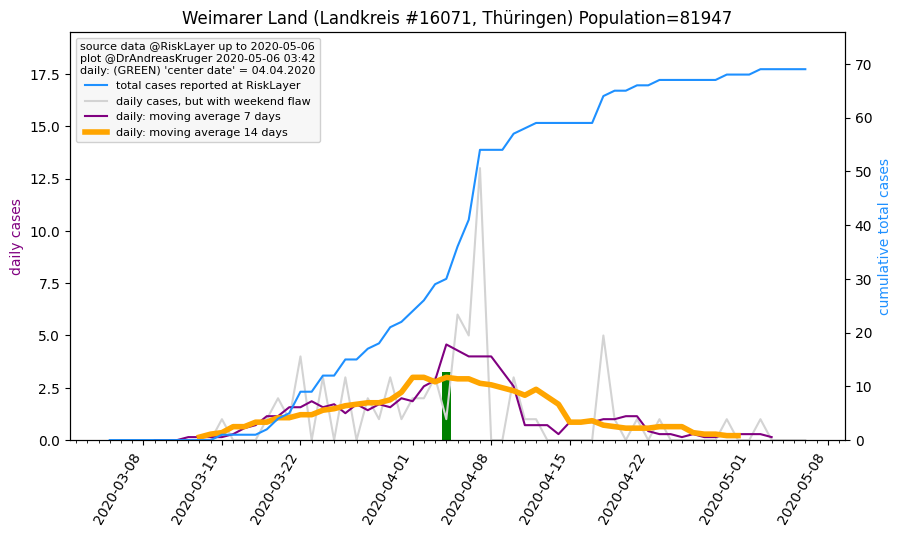 Weimarer Land (Landkreis #16071, Thüringen) Population=81947
source data @RiskLayer up to 2020-05-06
plot @DrAndreasKruger 2020-05-06 03:42
daily: (GREEN) 'center date' = 04.04.2020
total cases reported at RiskLayer
daily cases, but with weekend flaw
daily: moving average 7 days
daily: moving average 14 days
daily cases
17.5
15.0
12.5
10.0
7.5
5.0
2.5
0.0
cumulative total cases
70
60
50
40
30
20
10
0
2020-03-08
2020-03-15
2020-03-22
2020-04-01
2020-04-08
2020-04-15
2020-04-22
2020-05-01
2020-05-08